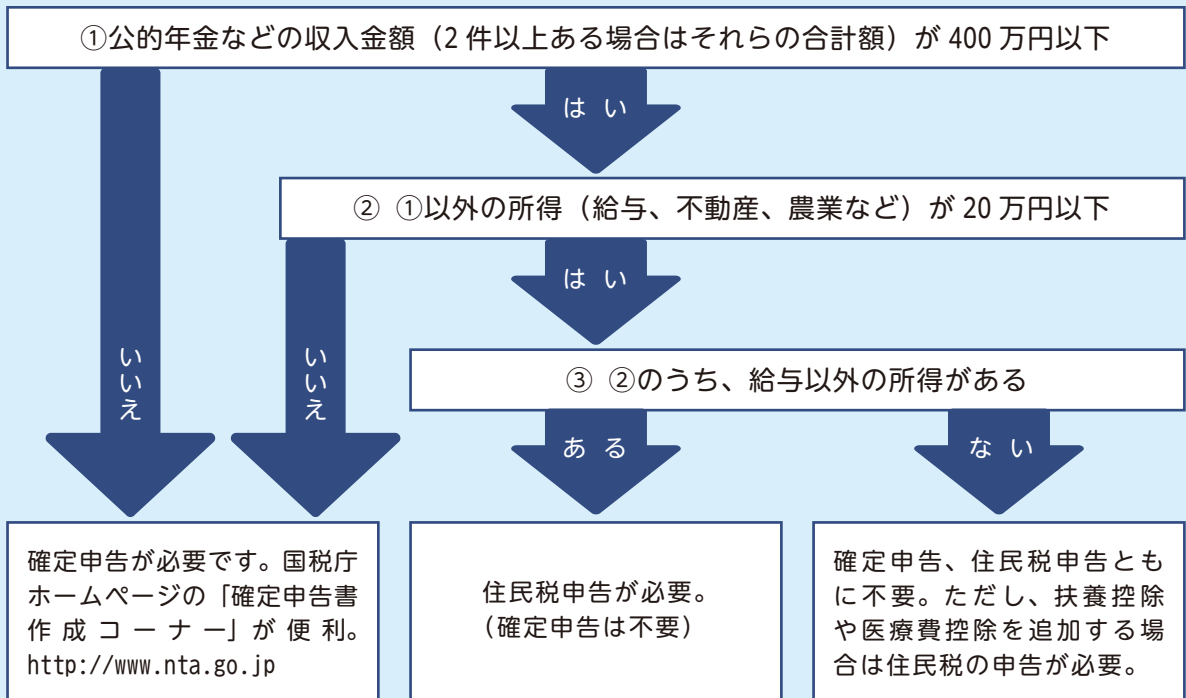 ①公的年金などの収入金額（2 件以上ある場合はそれらの合計額）が 400 万円以下
はい
② ①以外の所得（給与、不動産、農業など）が 20 万円以下
はい
いいえ
いいえ
③ ②のうち、給与以外の所得がある
ある
ない
確定申告が必要です。国税庁
ホームページの「確定申告書
作成コーナー」が便利。
http://www.nta.go.jp
住民税申告が必要。
（確定申告は不要）
確定申告、住民税申告とも
に不要。ただし、扶養控除
や医療費控除を追加する場
合は住民税の申告が必要。